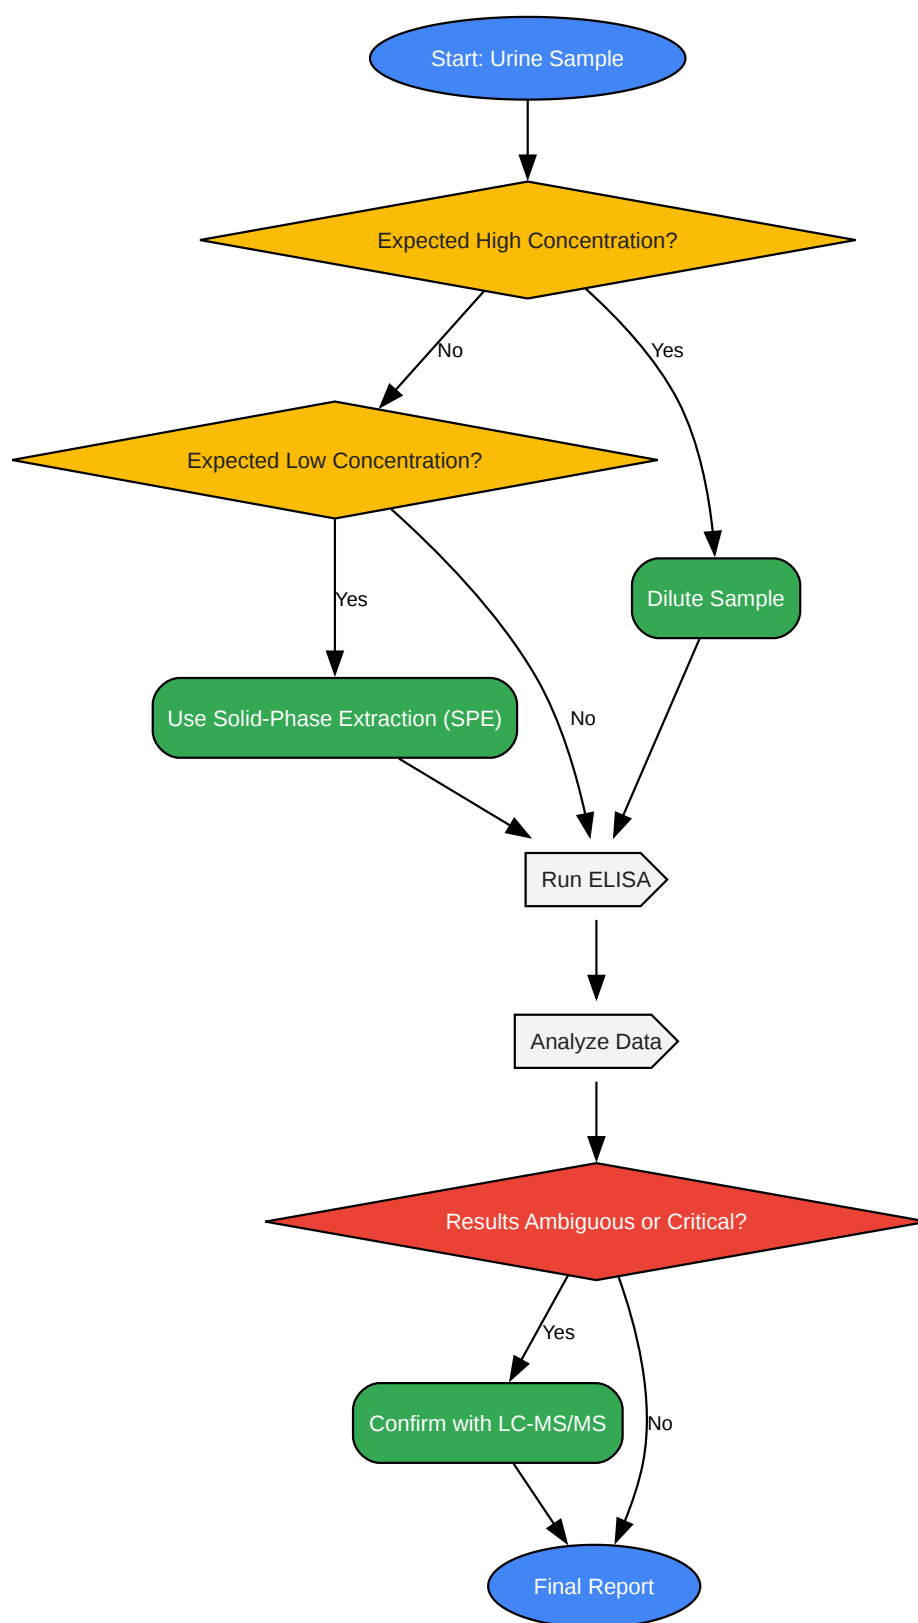 Start: Urine Sample
Expected High Concentration?
No
Yes
Expected Low Concentration?
Yes
Dilute Sample
Use Solid-Phase Extraction (SPE)
No
Run ELISA
Analyze Data
Results Ambiguous or Critical?
Yes
Confirm with LC-MS/MS
No
Final Report